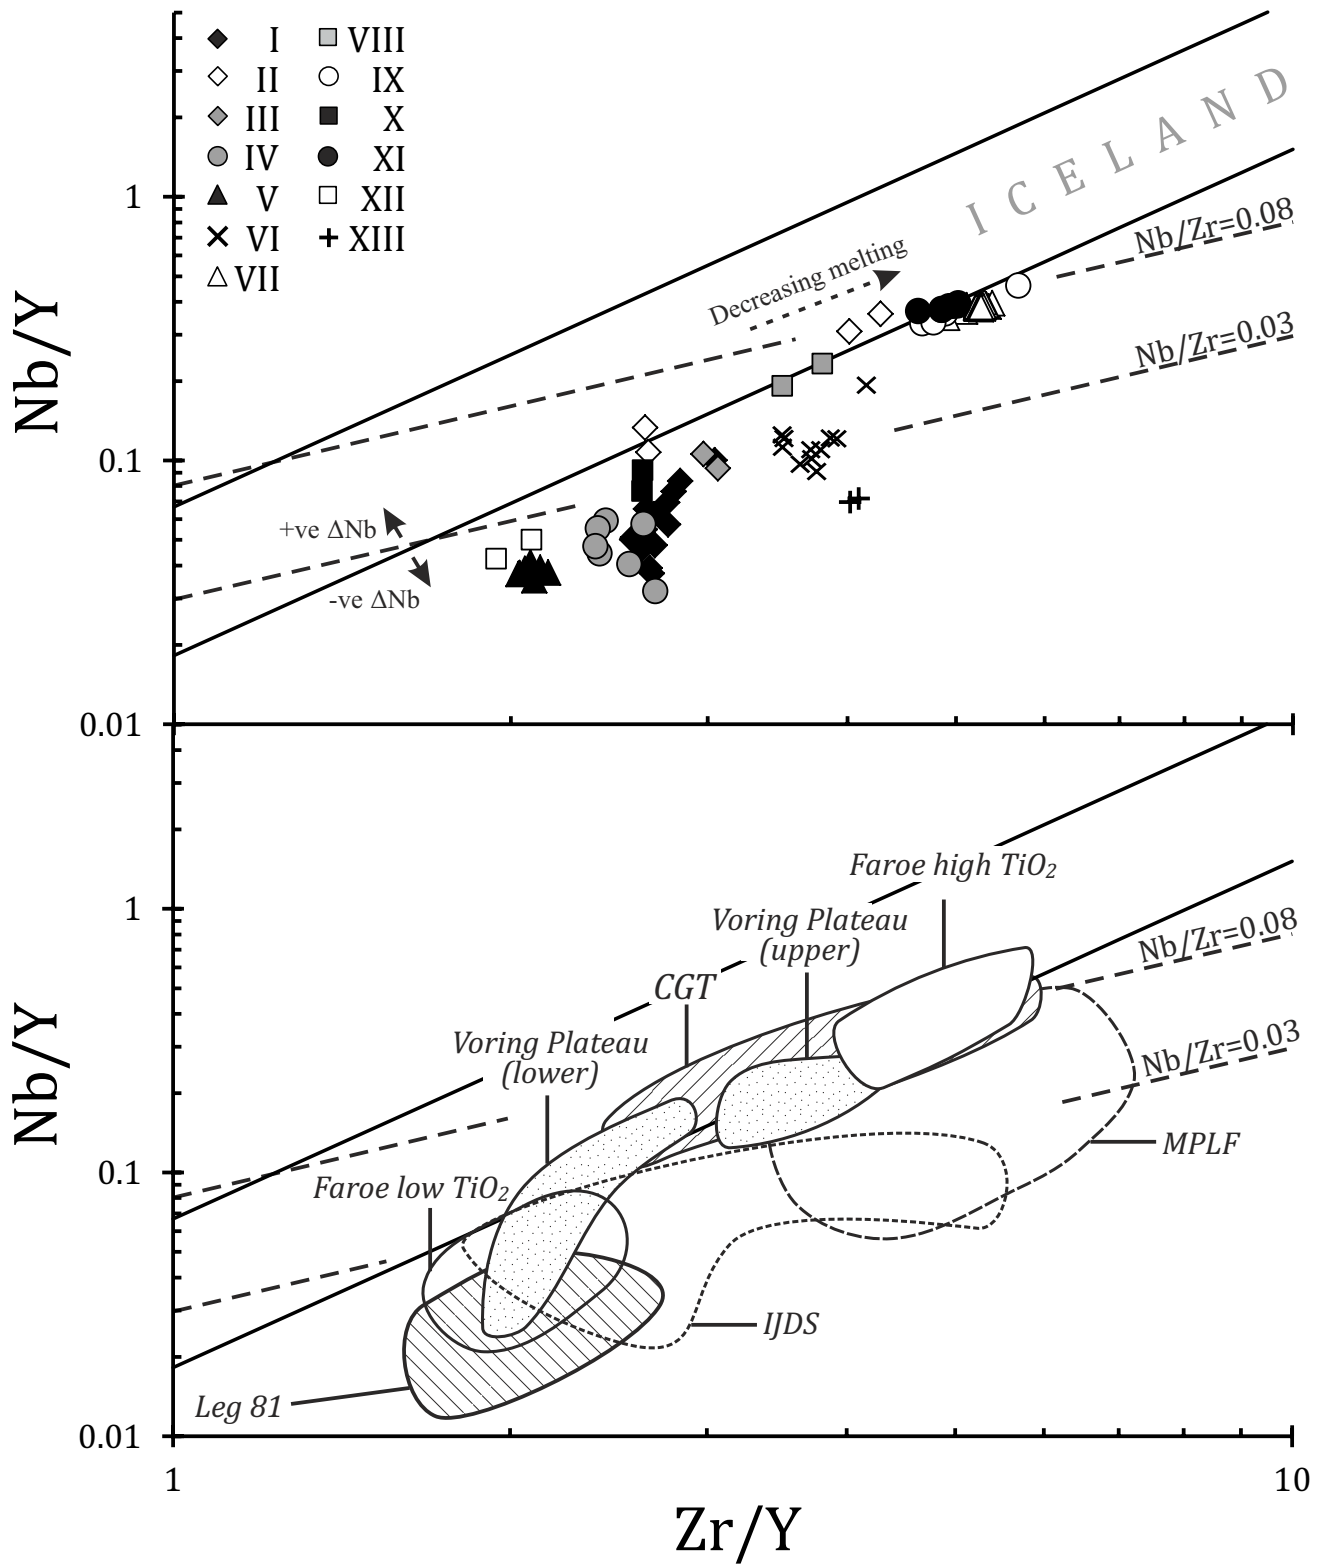 I
VIII
II
IX
III
X
IV
XI
V
XII
VI
XIII
VII
ICELAND
1
Nb/Zr=0.08
Decreasing melting
Nb/Zr=0.03
Nb/Y
0.1
+ve ΔNb
-ve ΔNb
0.01
Faroe high TiO₂
1
Voring Plateau
(upper)
Nb/Zr=0.08
CGT
Voring Plateau
(lower)
Nb/Zr=0.03
Nb/Y
MPLF
0.1
Faroe low TiO₂
IJDS
Leg 81
0.01
1
10
Zr/Y